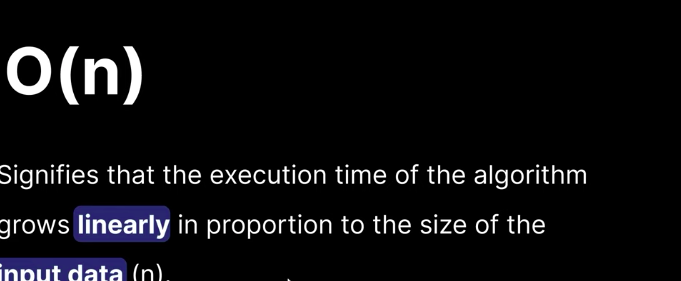 O(n)
Signifies that the execution time of the algorithm
grows linearly in proportion to the size of the
input data (n).